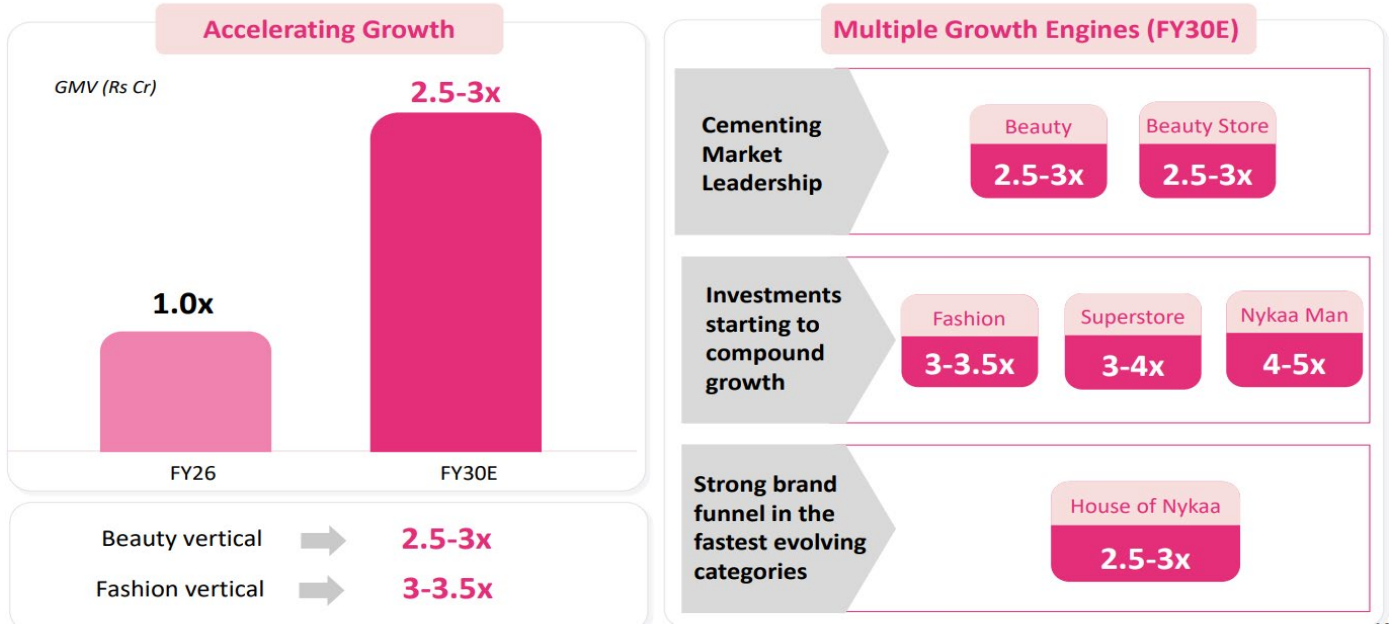 Accelerating Growth
GMV (Rs Cr)
2.5-3x
1.0x
FY26
FY30E
Beauty vertical
2.5-3x
Fashion vertical
3-3.5x
Multiple Growth Engines (FY30E)
Cementing
Market
Leadership
Beauty
2.5-3x
Beauty Store
2.5-3x
Investments
starting to
compound
growth
Fashion
3-3.5x
Superstore
3-4x
Nykaa Man
4-5x
Strong brand
funnel in the
fastest evolving
categories
House of Nykaa
2.5-3x